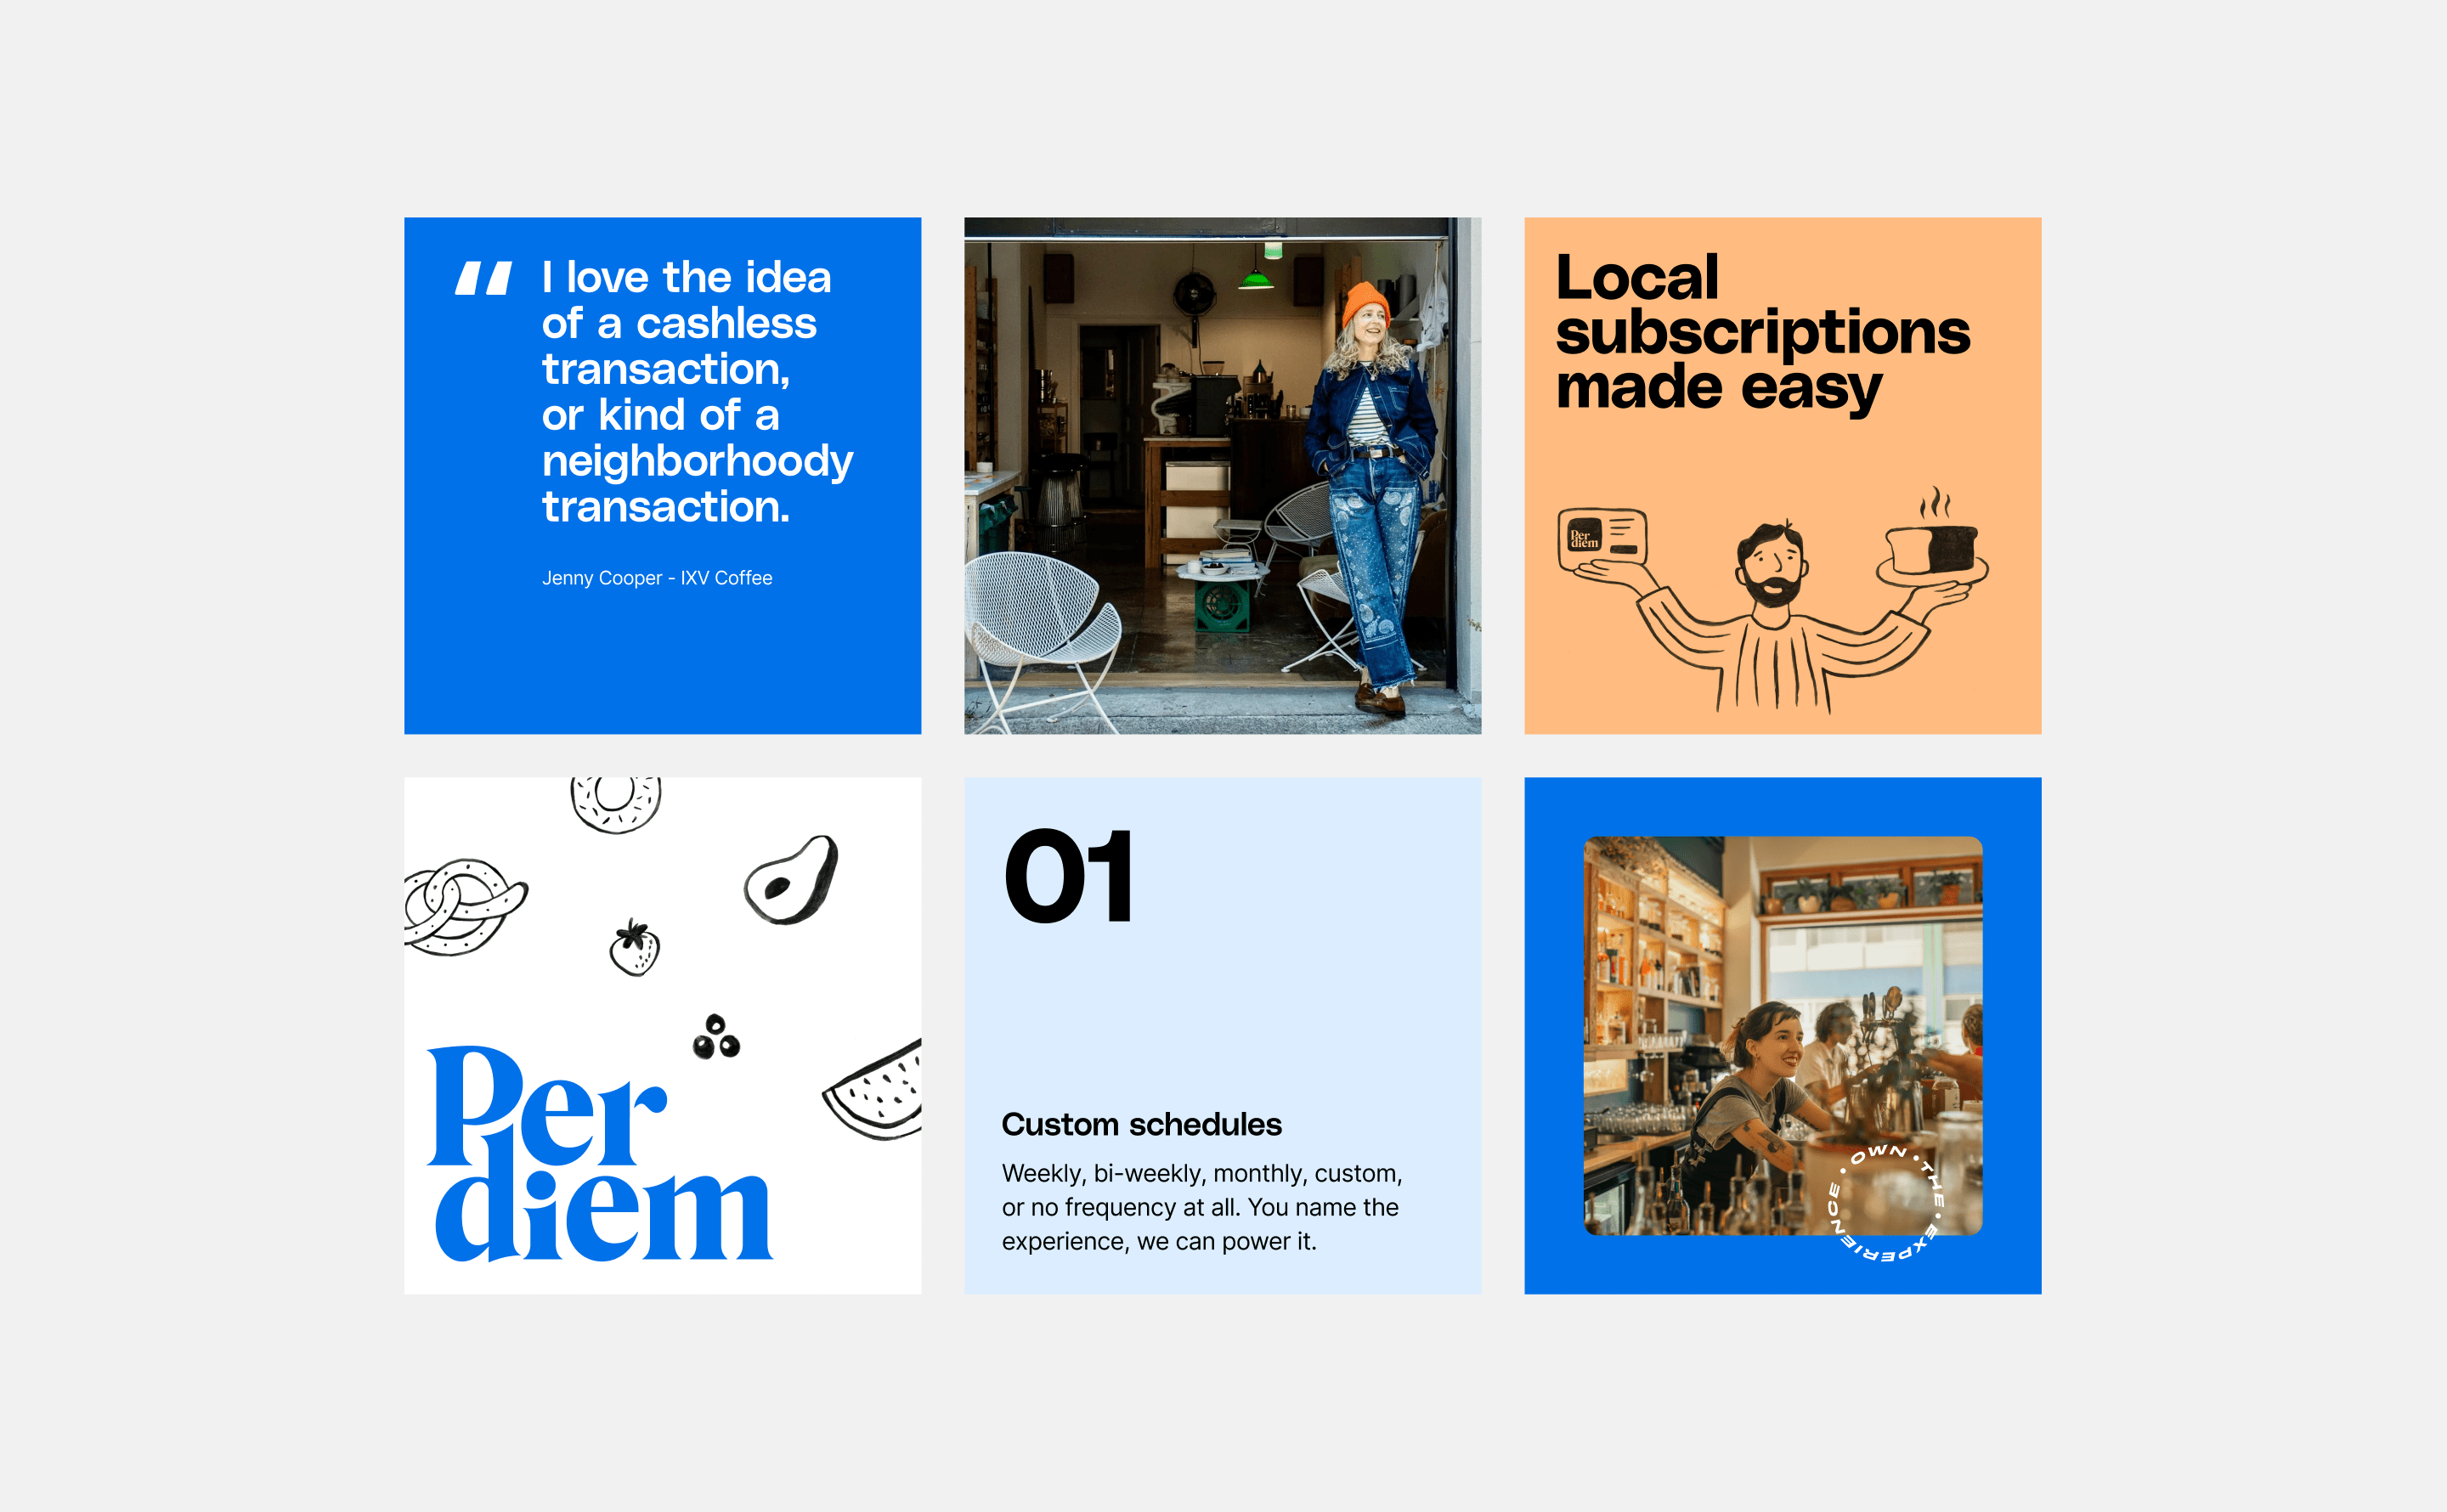 “ I love the idea
of a cashless
transaction,
or kind of a
neighborhoody
transaction.
Jenny Cooper - IXV Coffee
Local
subscriptions
made easy
Per
diem
Per
diem
01
Custom schedules
Weekly, bi-weekly, monthly, custom,
or no frequency at all. You name the
experience, we can power it.
OWN • THE • EXPERIENCE •